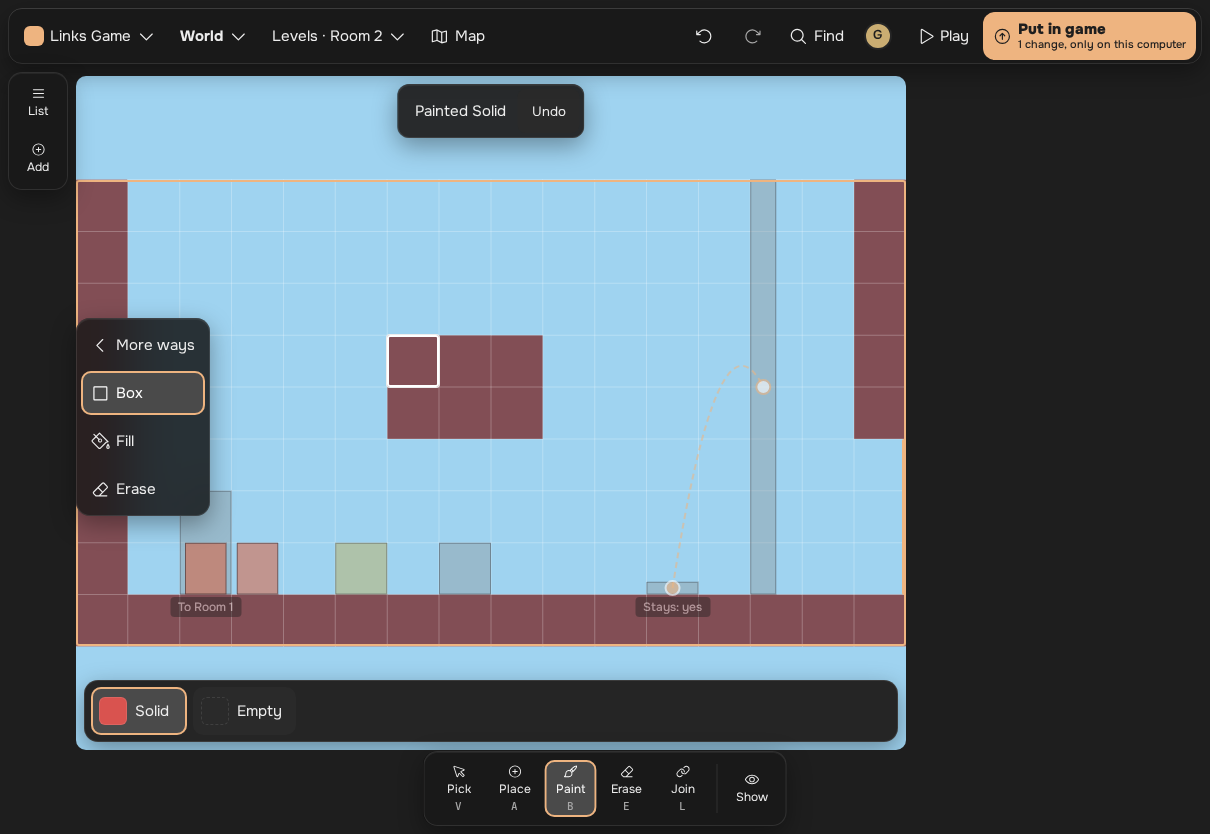 Links Game
World
Levels · Room 2
Map
Find
G
Play
Put in game
1 change, only on this computer
List
Add
Painted Solid
Undo
More ways
Box
Fill
Erase
To Room 1
Stays: yes
Solid
Empty
Pick
V
Place
A
Paint
B
Erase
E
Join
L
Show